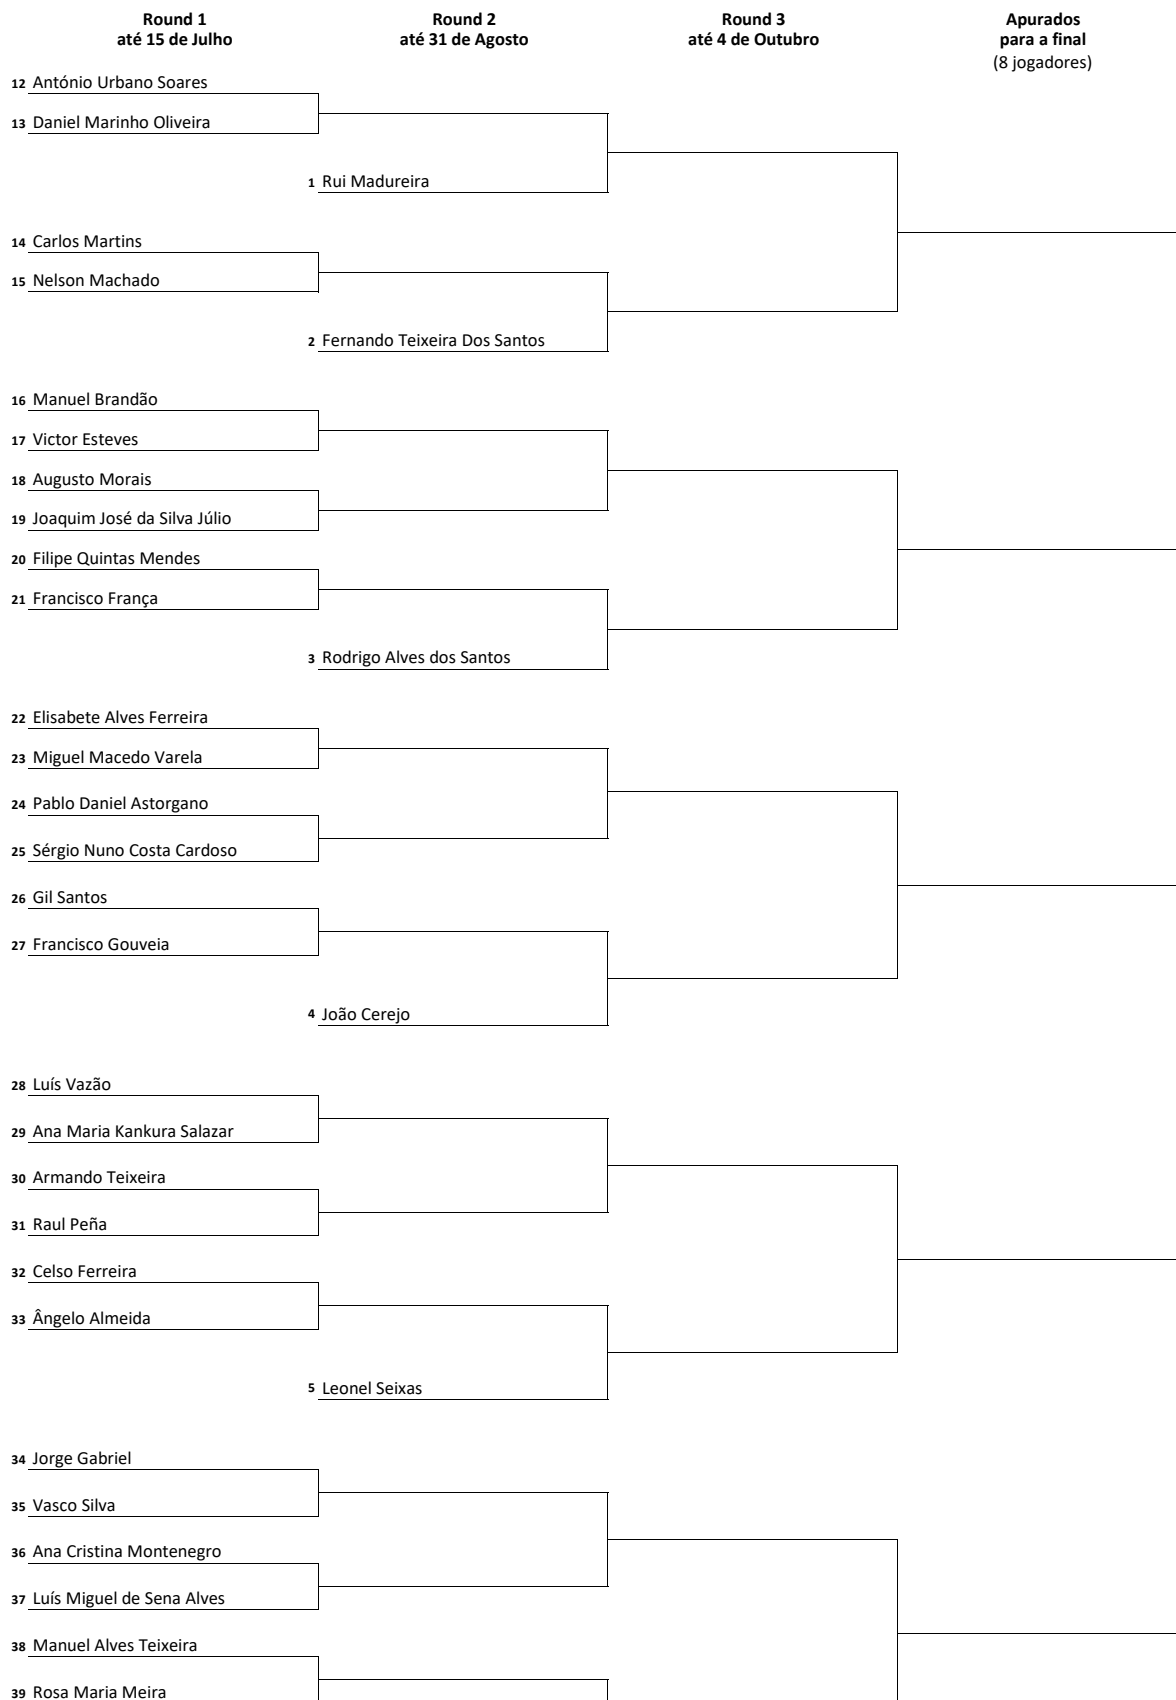 Round 1
até 15 de Julho
Round 2
até 31 de Agosto
Round 3
até 4 de Outubro
Apurados
para a final
(8 jogadores)
12 António Urbano Soares
13 Daniel Marinho Oliveira
1 Rui Madureira
14 Carlos Martins
15 Nelson Machado
2 Fernando Teixeira Dos Santos
16 Manuel Brandão
17 Victor Esteves
18 Augusto Morais
19 Joaquim José da Silva Júlio
20 Filipe Quintas Mendes
21 Francisco França
3 Rodrigo Alves dos Santos
22 Elisabete Alves Ferreira
23 Miguel Macedo Varela
24 Pablo Daniel Astorgano
25 Sérgio Nuno Costa Cardoso
26 Gil Santos
27 Francisco Gouveia
4 João Cerejo
28 Luís Vazão
29 Ana Maria Kankura Salazar
30 Armando Teixeira
31 Raul Peña
32 Celso Ferreira
33 Ângelo Almeida
5 Leonel Seixas
34 Jorge Gabriel
35 Vasco Silva
36 Ana Cristina Montenegro
37 Luís Miguel de Sena Alves
38 Manuel Alves Teixeira
39 Rosa Maria Meira